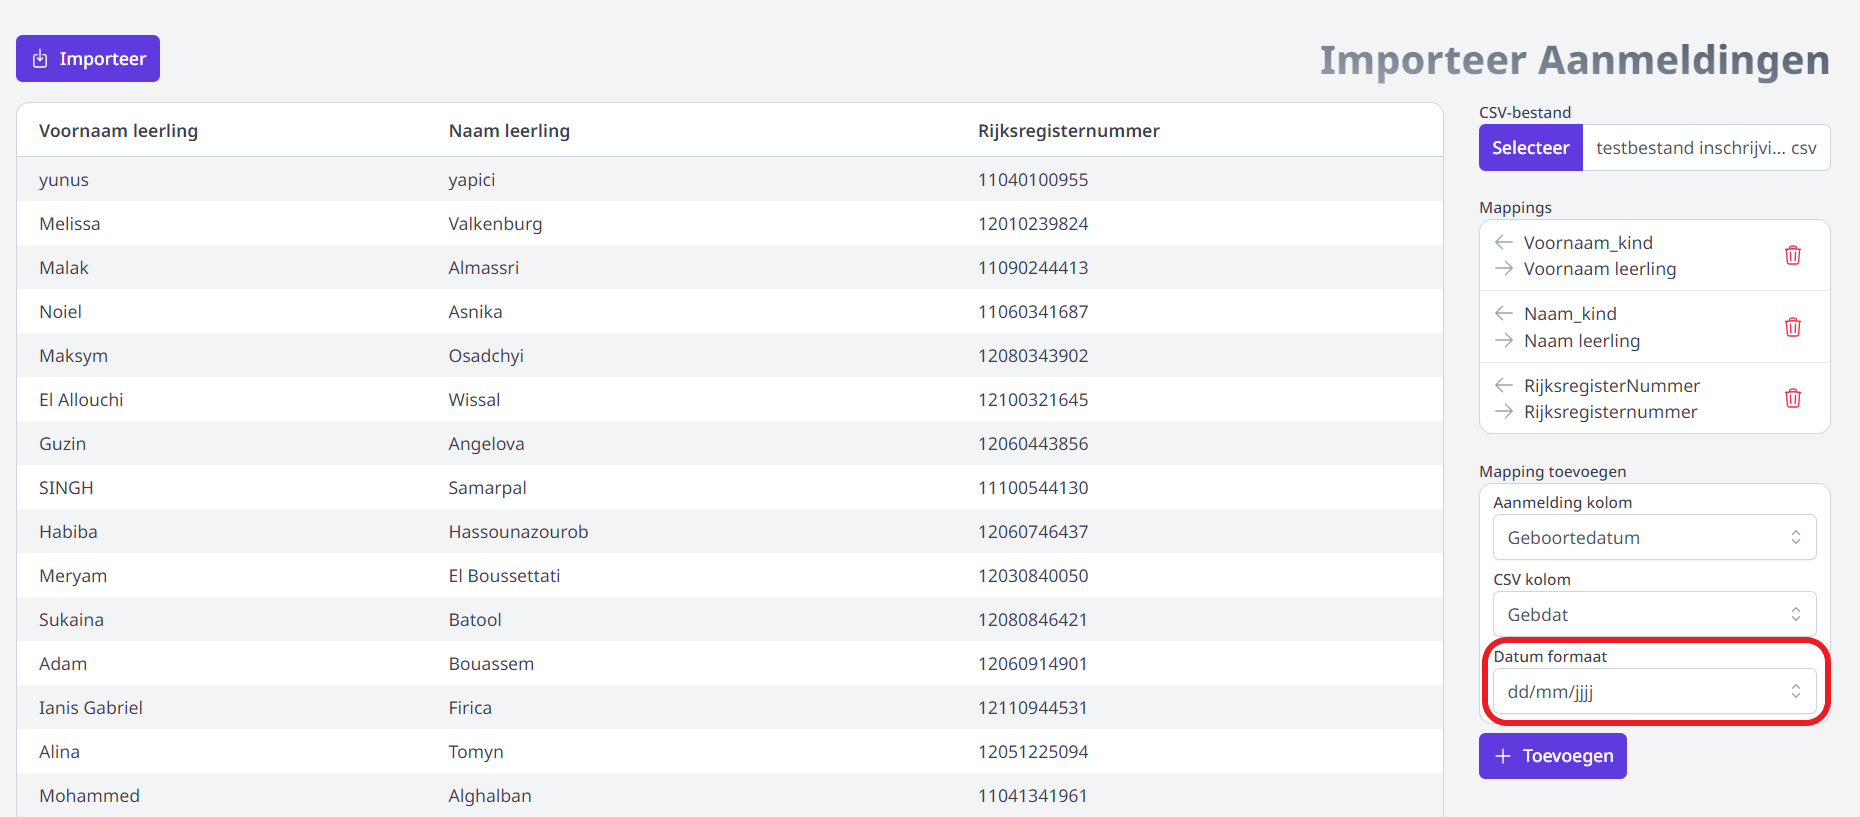 Importeer
Importeer Aanmeldingen
Voornaam leerling Naam leerling Rijksregisternummer
yunus yapici 11040100955
Melissa Valkenburg 12010239824
Malak Almassri 11090244413
Noiel Asnika 11060341687
Maksym Osadchyi 12080343902
El Allouchi Wissal 12100321645
Guzin Angelova 12060443856
SINGH Samarpal 11100544130
Habiba Hassounazourob 12060746437
Meryam El Boussettati 12030840050
Sukaina Batool 12080846421
Adam Bouassem 12060914901
Ianis Gabriel Firica 12110944531
Alina Tomyn 12051225094
Mohammed Alghalban 11041341961
CSV-bestand
Selecteer testbestand inschrijvi... csv
Mappings
Voornaam_kind
Voornaam leerling
Naam_kind
Naam leerling
RijksregisterNummer
Rijksregisternummer
Mapping toevoegen
Aanmelding kolom
Geboortedatum
CSV kolom
Gebdat
Datum formaat
dd/mm/jjjj
Toevoegen